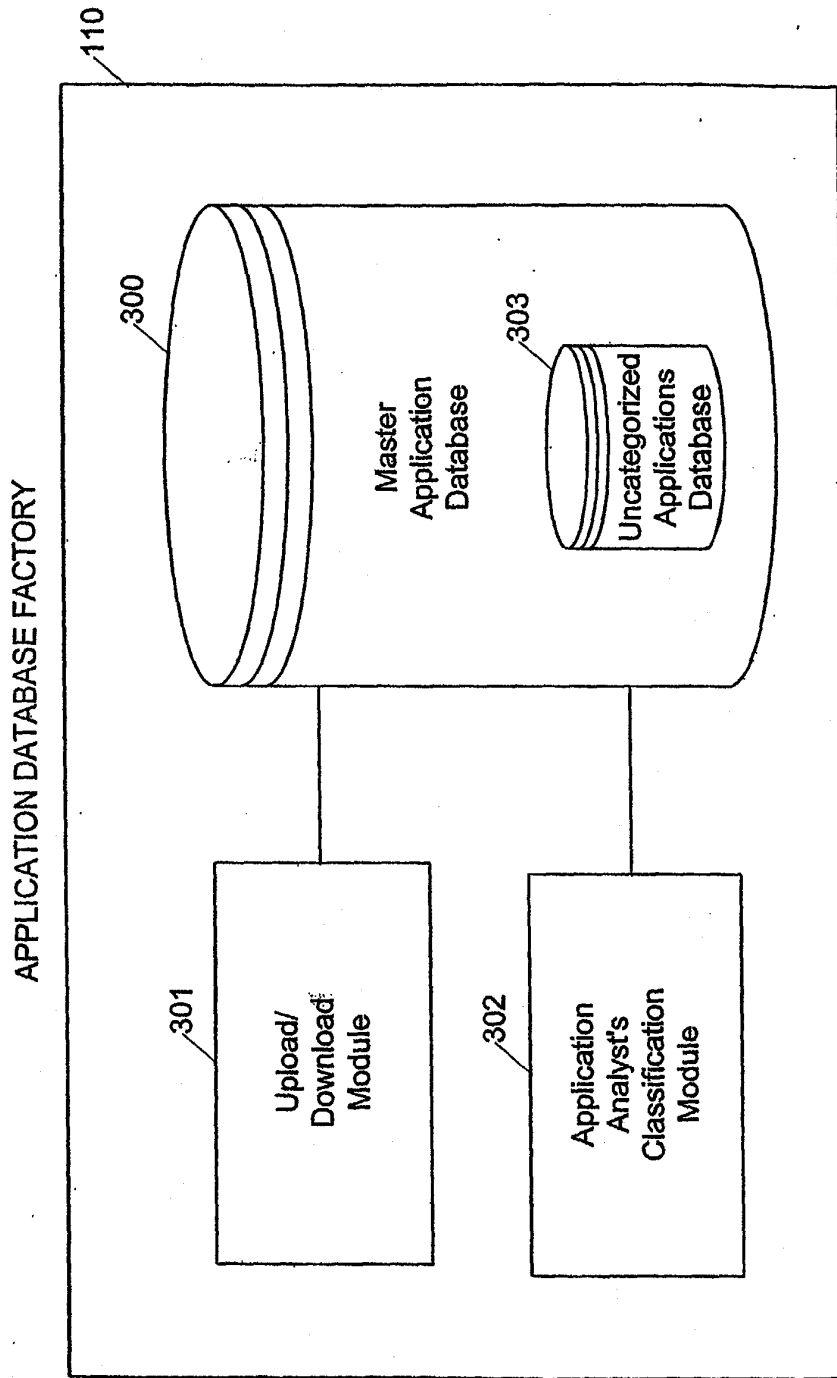 APPLICATION DATABASE FACTORY
110
301
Upload/
Download
Module
300
Master
Application
Database
302
Application
Analyst's
Classification
Module
303
Uncategorized
Applications
Database